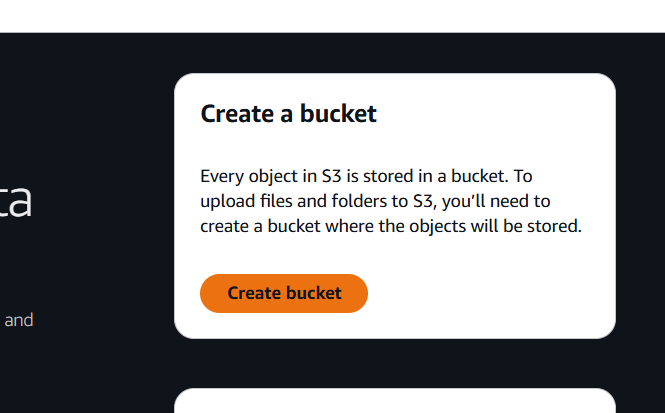 Create a bucket
Every object in S3 is stored in a bucket. To
upload files and folders to S3, you’ll need to
create a bucket where the objects will be stored.
ta
Create bucket
and